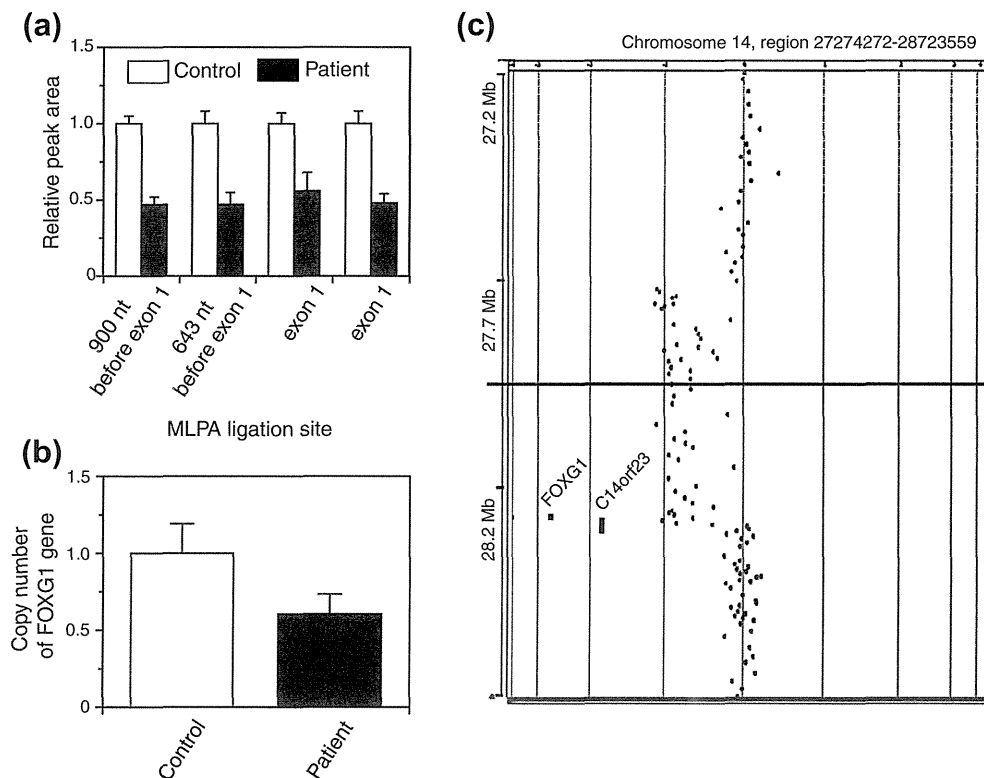 (a)
1.5
1.0
0.5
0
Relative peak area
Control
Patient
900 nt
before exon 1
643 nt
before exon 1
exon 1
exon 1
MLPA ligation site
(b)
1.5
1.0
0.5
0
Copy number
of FOXG1 gene
Control
Patient
(c)
Chromosome 14, region 27274272-28723559
27.2 Mb
27.7 Mb
28.2 Mb
FOXG1
C14orf23